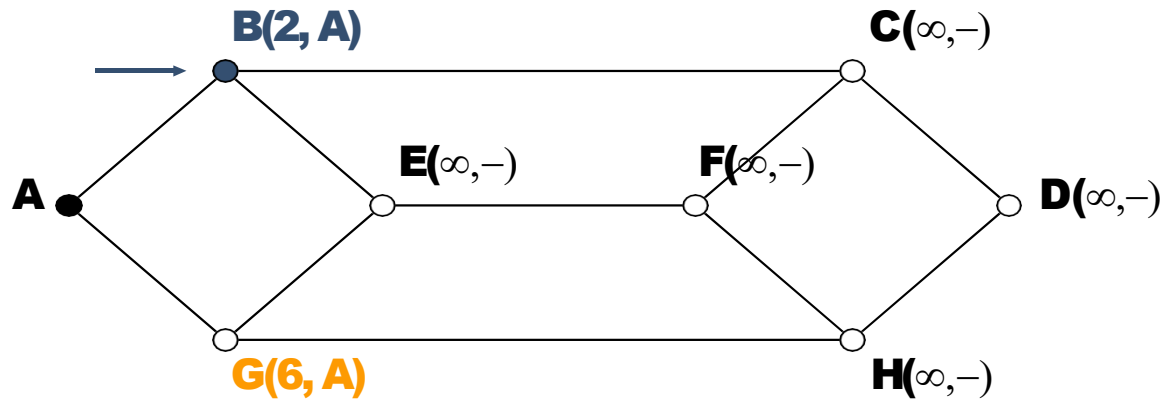 B(2, A)
C(∞,−)
E(∞,−)
F(∞,−)
A
D(∞,−)
G(6, A)
H(∞,−)